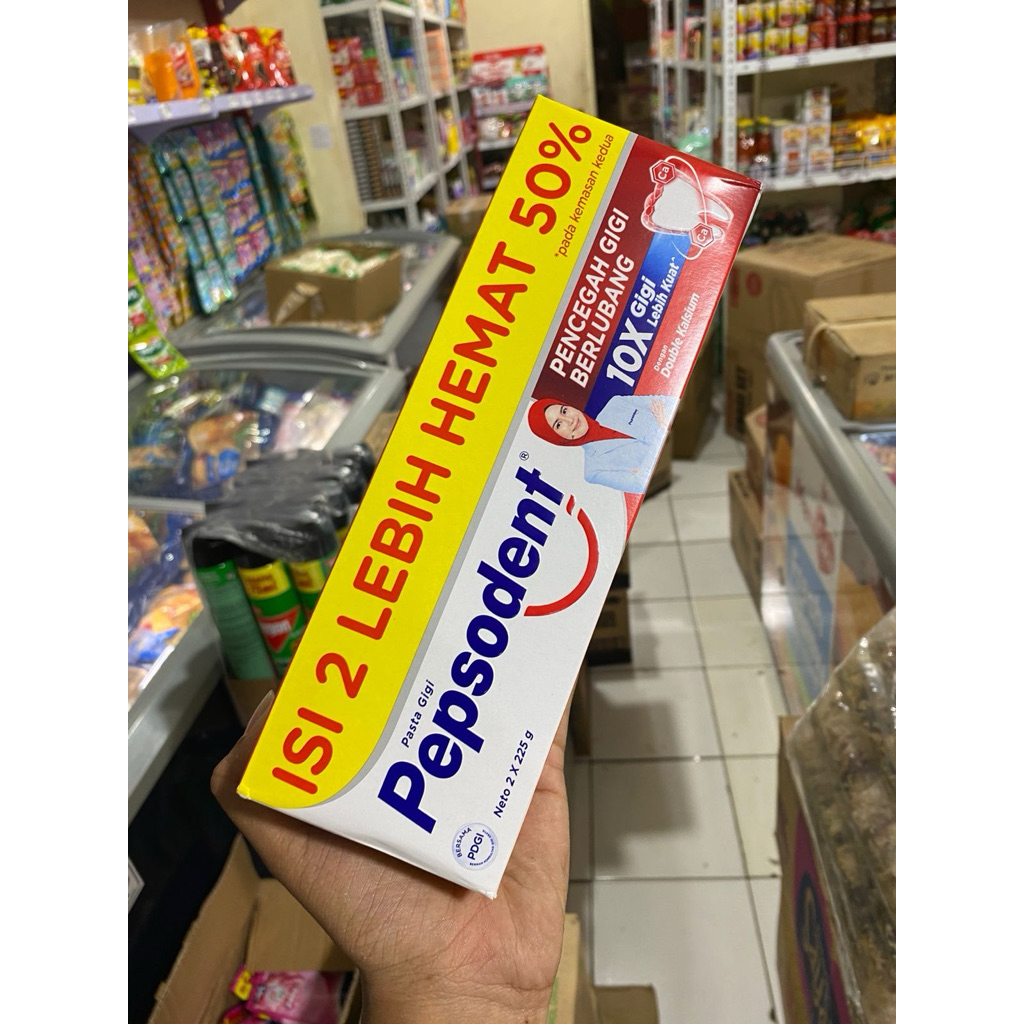 ISI 2 LEBIH HEMAT 50%
*pada kemasan kedua
PENCEGAH GIGI
BERLUBANG
10X Gigi
Lebih Kuat^
Dengan
Double Kalsium
Ca
Ca
Pasta Gigi
Pepsodent®
Neto 2 X 225 g
BERSAMA
PDGI